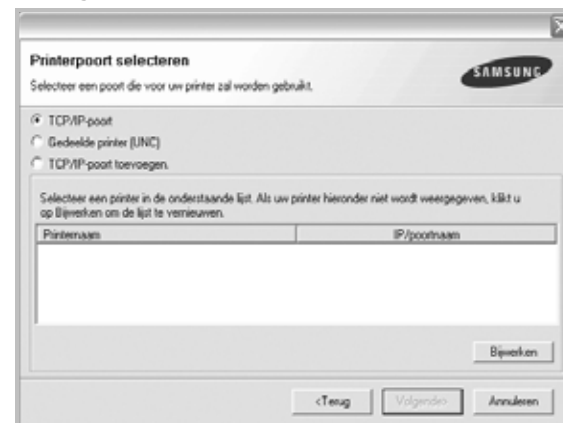 Printerpoort selecteren
Selecteer een poort die voor uw printer zal worden gebruikt.
SAMSUNG
TCP/IP-poort
Gedeelde printer (UNC)
TCP/IP-poort toevoegen.
Selecteer een printer in de onderstaande lijst. Als uw printer hieronder niet wordt weergegeven, klikt u
op Bijwerken om de lijst te vernieuwen.
Printernaam IP/poortnaam
Bijwerken
<Terug Volgende> Annuleren